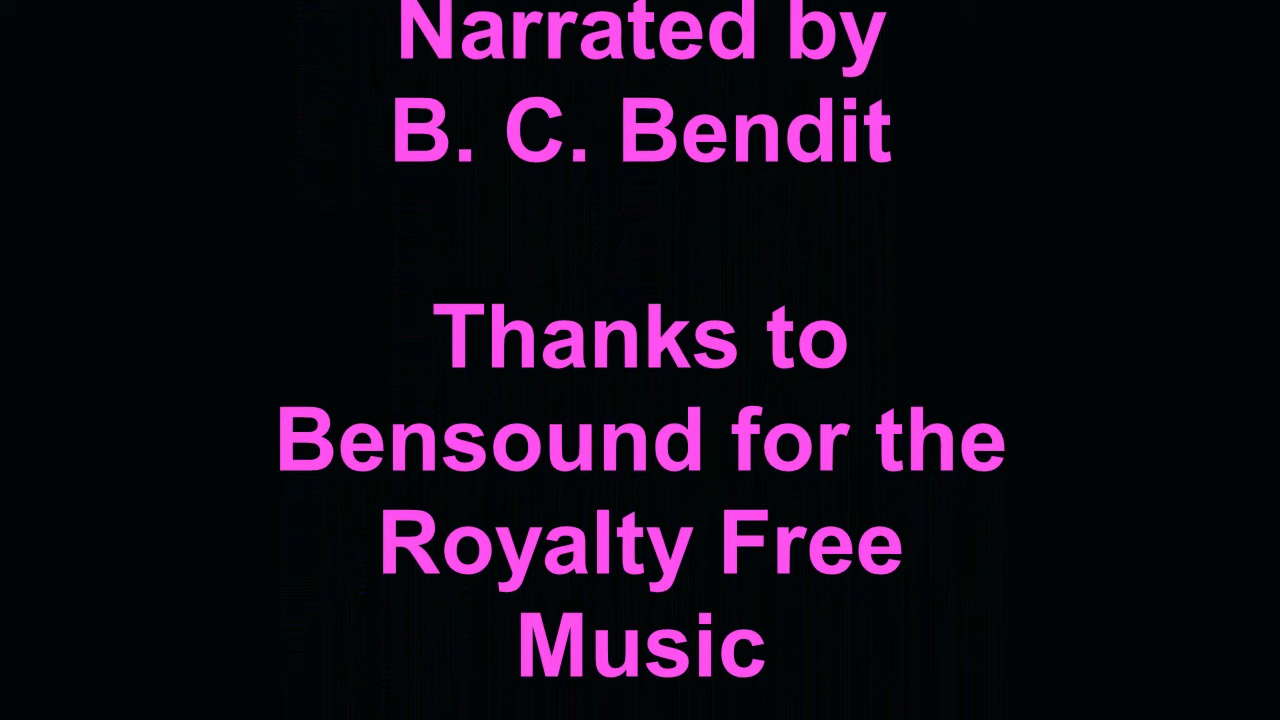 Narrated by
B. C. Bendit
Thanks to
Bensound for the
Royalty Free
Music